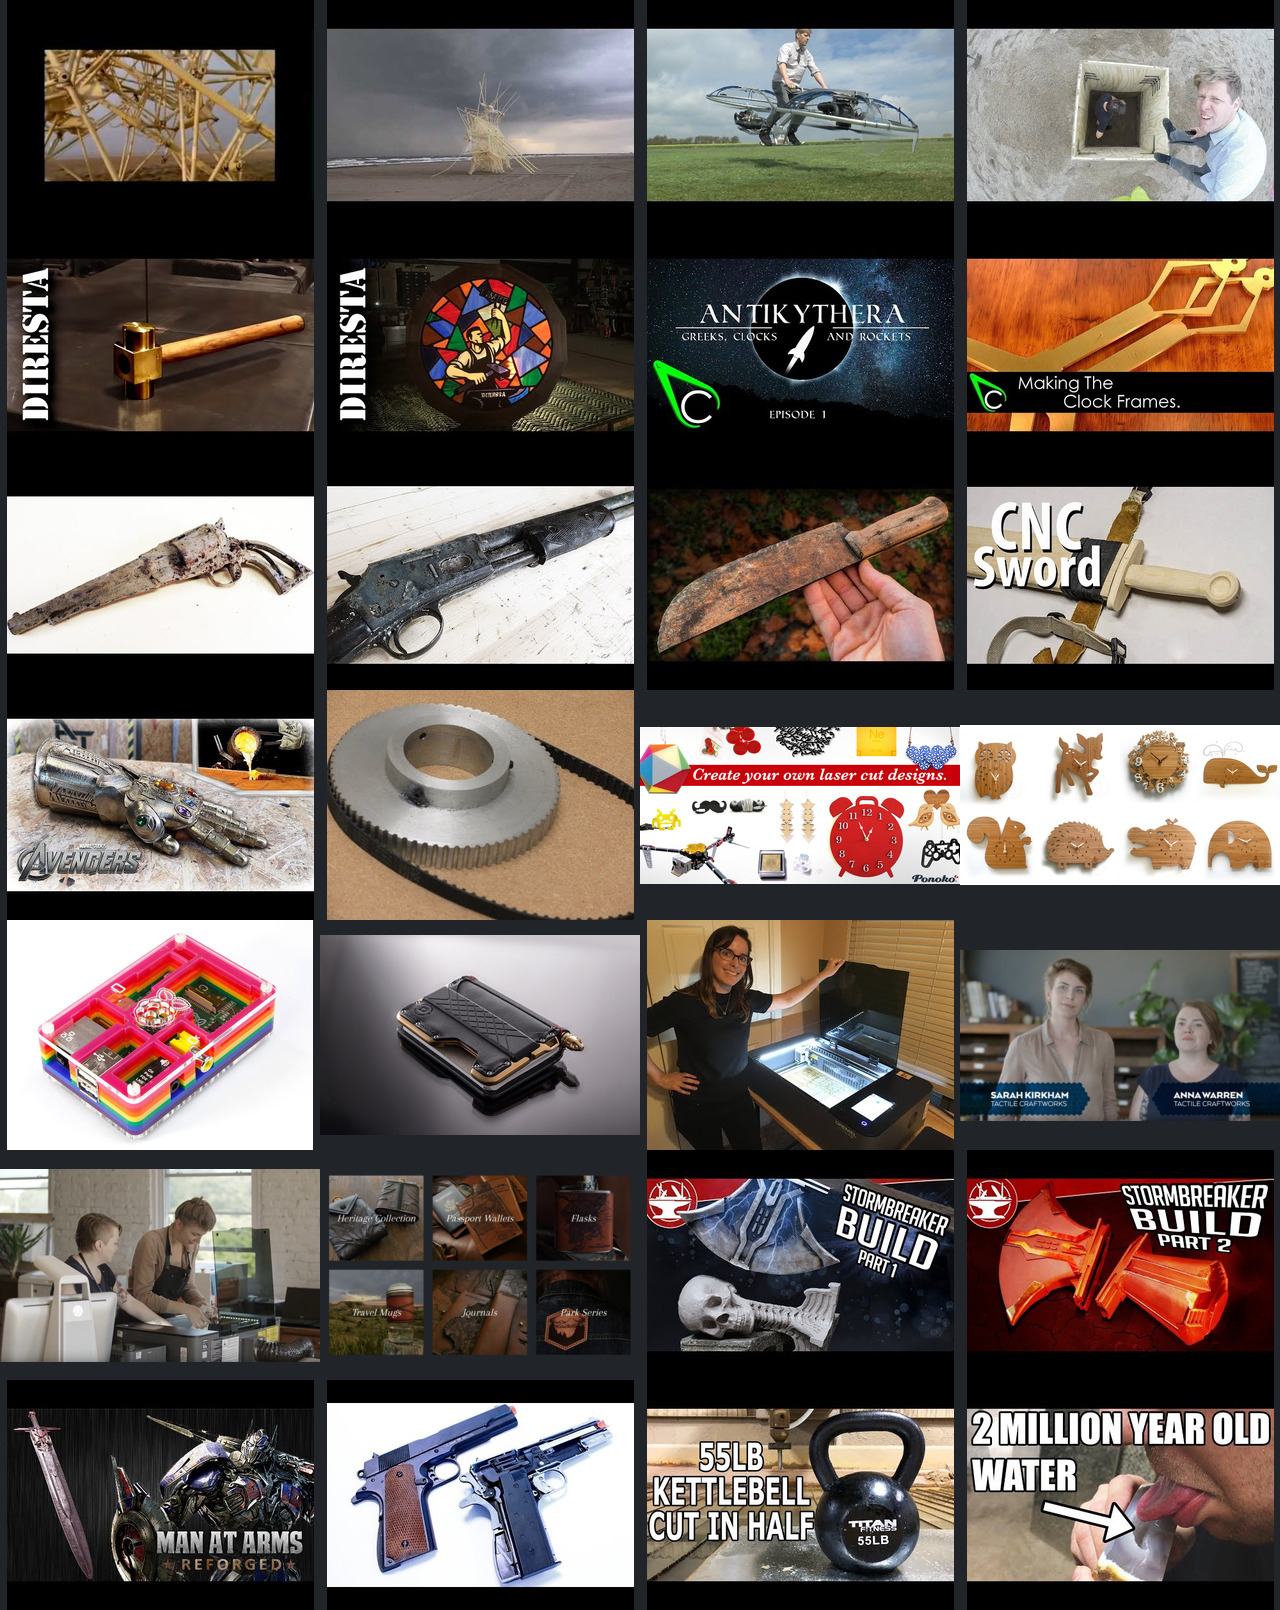 DIRESTA
DIRESTA
DIRESTA
ANTIKYTHERA
GREEKS, CLOCKS AND ROCKETS
EPISODE 1
C
C
Making The
Clock Frames.
CNC
Sword
AVENGERS
Ne
Create your own laser cut designs.
Ponoko
SARAH KIRKHAM
TACTILE CRAFTWORKS
ANNA WARREN
TACTILE CRAFTWORKS
Heritage Collection
Passport Wallets
Flasks
Travel Mugs
Journals
Park Series
STORMBREAKER
BUILD
PART 1
STORMBREAKER
BUILD
PART 2
MAN AT ARMS
REFORGED
55LB
KETTLEBELL
CUT IN HALF
TITAN
FITNESS
55LB
2 MILLION YEAR OLD
WATER